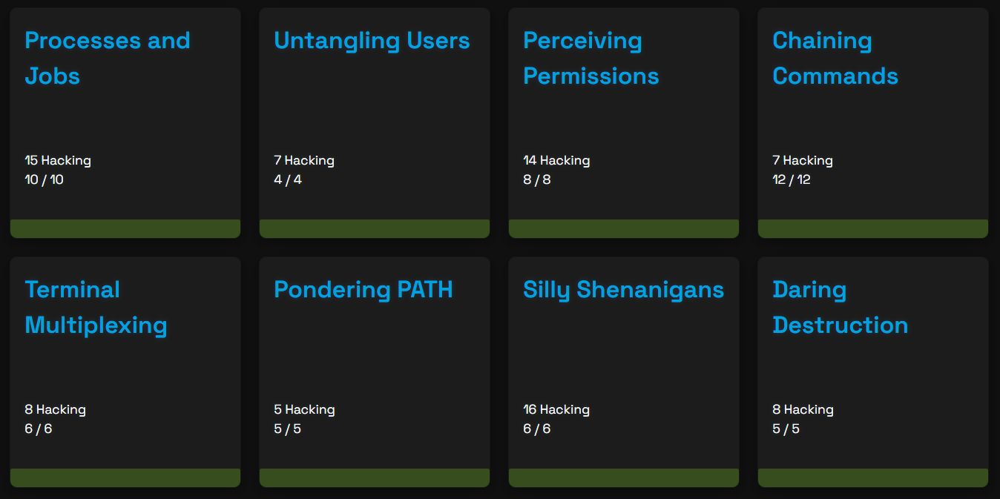 Processes and
Jobs
15 Hacking
10 / 10
Untangling Users
7 Hacking
4 / 4
Perceiving
Permissions
14 Hacking
8 / 8
Chaining
Commands
7 Hacking
12 / 12
Terminal
Multiplexing
8 Hacking
6 / 6
Pondering PATH
5 Hacking
5 / 5
Silly Shenanigans
16 Hacking
6 / 6
Daring
Destruction
8 Hacking
5 / 5